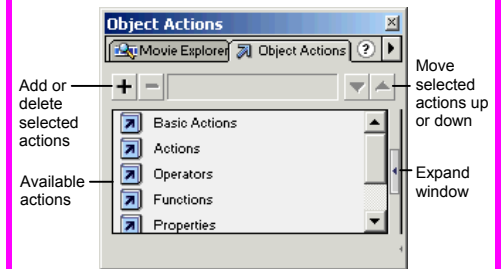 Object Actions
Movie Explorer Object Actions ?
Add or
delete
selected
actions
Move
selected
actions up
or down
Basic Actions
Actions
Operators
Functions
Properties
Available
actions
Expand
window